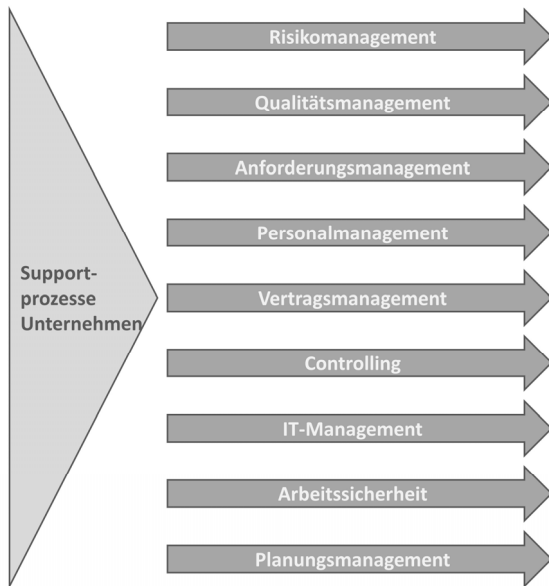 Risikomanagement
Qualitätsmanagement
Anforderungsmanagement
Personalmanagement
Support-
prozesse
Unternehmen
Vertragsmanagement
Controlling
IT-Management
Arbeitssicherheit
Planungsmanagement